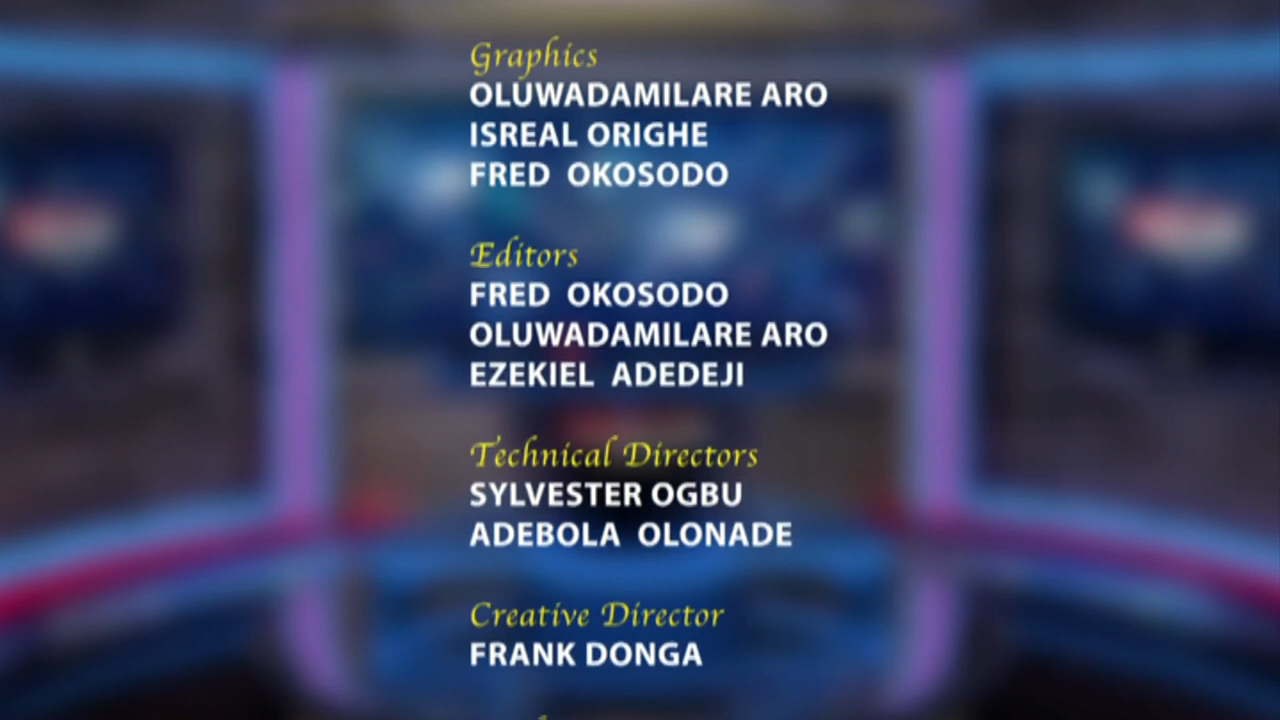 Graphics
OLUWADAMILARE ARO
ISREAL ORIGHE
FRED OKOSODO
Editors
FRED OKOSODO
OLUWADAMILARE ARO
EZEKIEL ADEDEJI
Technical Directors
SYLVESTER OGBU
ADEBOLA OLONADE
Creative Director
FRANK DONGA